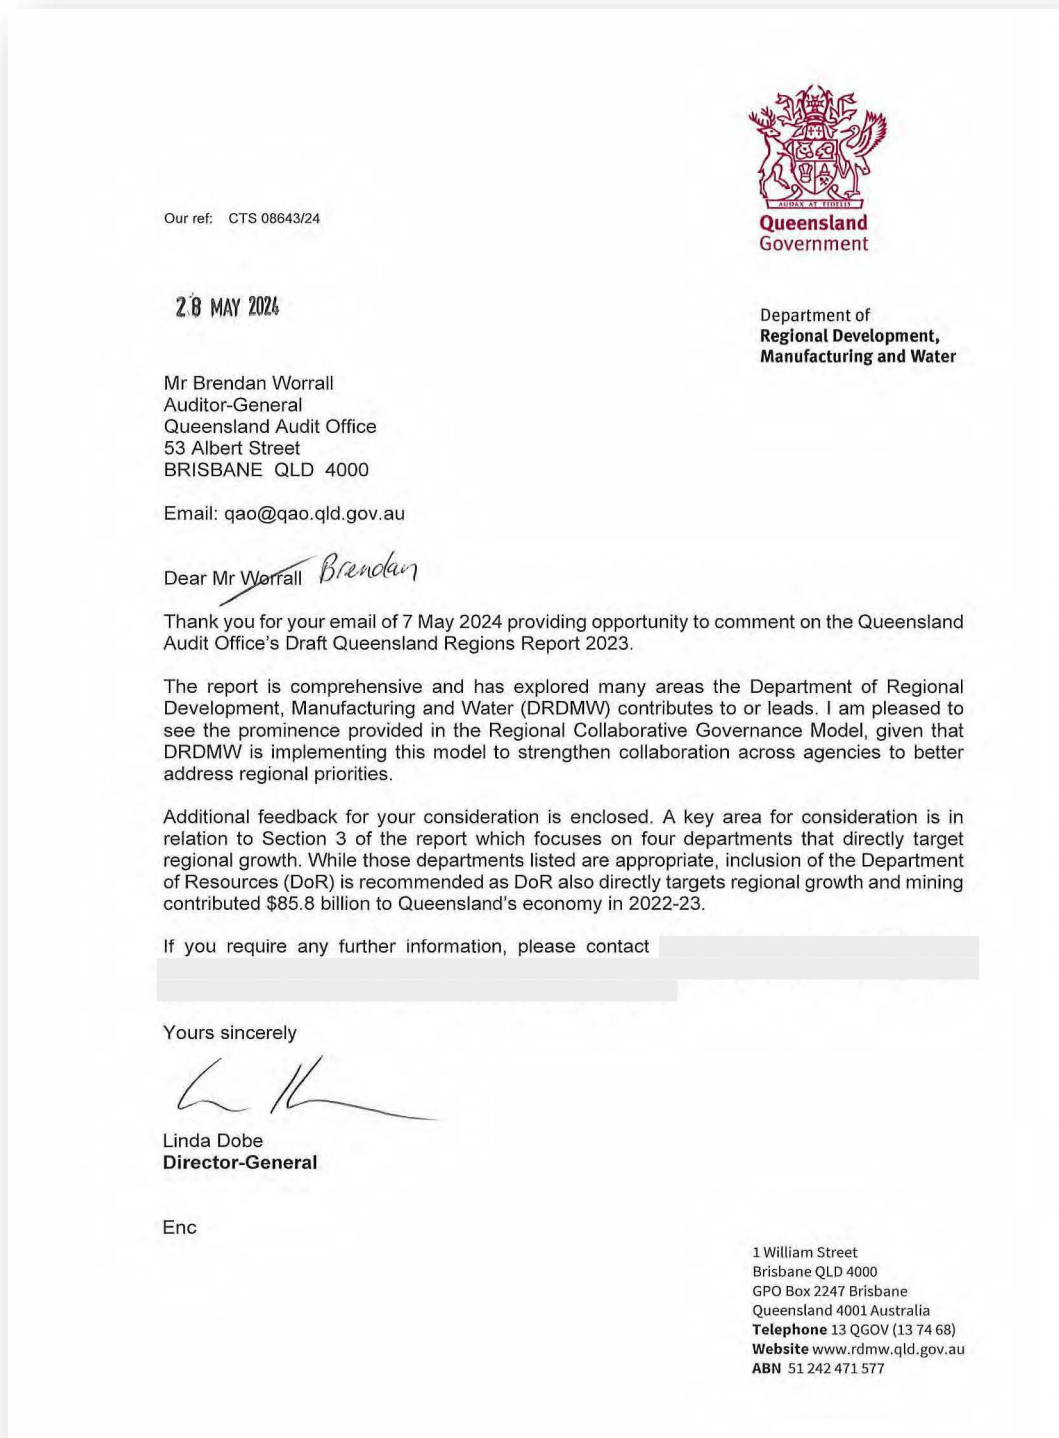 AUDAX AT FIDELIS
Queensland
Government
Our ref: CTS 08643/24
28 MAY 2024
Department of
Regional Development,
Manufacturing and Water
Mr Brendan Worrall
Auditor-General
Queensland Audit Office
53 Albert Street
BRISBANE QLD 4000
Email: qao@qao.qld.gov.au
Dear Mr Worrall Brendan
Thank you for your email of 7 May 2024 providing opportunity to comment on the Queensland
Audit Office's Draft Queensland Regions Report 2023.
The report is comprehensive and has explored many areas the Department of Regional
Development, Manufacturing and Water (DRDMW) contributes to or leads. I am pleased to
see the prominence provided in the Regional Collaborative Governance Model, given that
DRDMW is implementing this model to strengthen collaboration across agencies to better
address regional priorities.
Additional feedback for your consideration is enclosed. A key area for consideration is in
relation to Section 3 of the report which focuses on four departments that directly target
regional growth. While those departments listed are appropriate, inclusion of the Department
of Resources (DoR) is recommended as DoR also directly targets regional growth and mining
contributed $85.8 billion to Queensland's economy in 2022-23.
If you require any further information, please contact
Yours sincerely
Linda Dobe
Director-General
Enc
1 William Street
Brisbane QLD 4000
GPO Box 2247 Brisbane
Queensland 4001 Australia
Telephone 13 QGOV (13 74 68)
Website www.rdmw.qld.gov.au
ABN 51 242 471 577